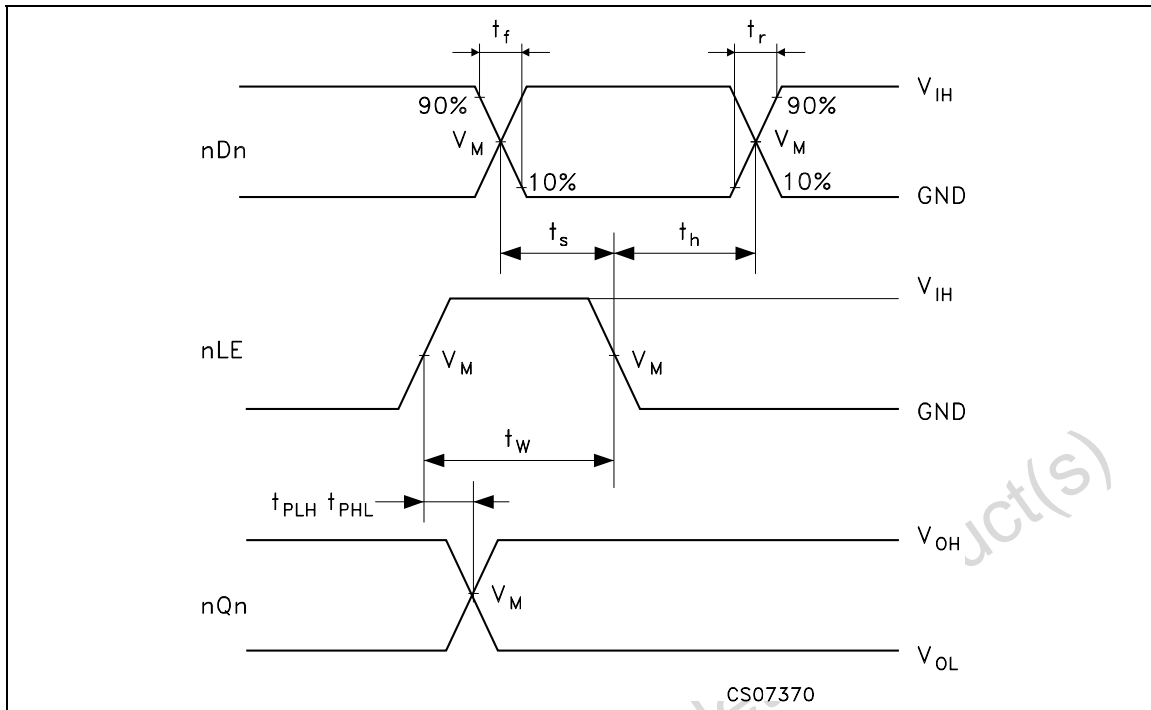 t_f t_r
90% 90% V_IH
nDn V_M V_M
10% 10% GND
t_s t_h
V_IH
nLE V_M V_M
GND
t_W
t_PLH t_PHL
V_OH
nQn V_M
V_OL
CS07370
uct(s)